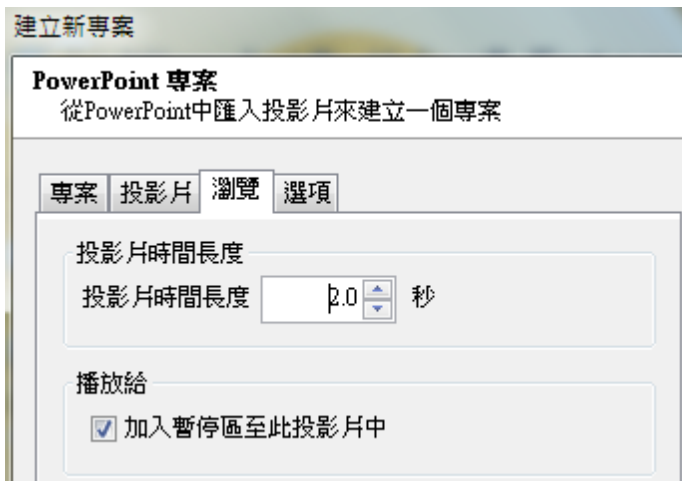 建立新專案
PowerPoint 專案
從PowerPoint中匯入投影片來建立一個專案
專案 投影片 瀏覽 選項
投影片時間長度
投影片時間長度 2.0 秒
播放給
加入暫停區至此投影片中